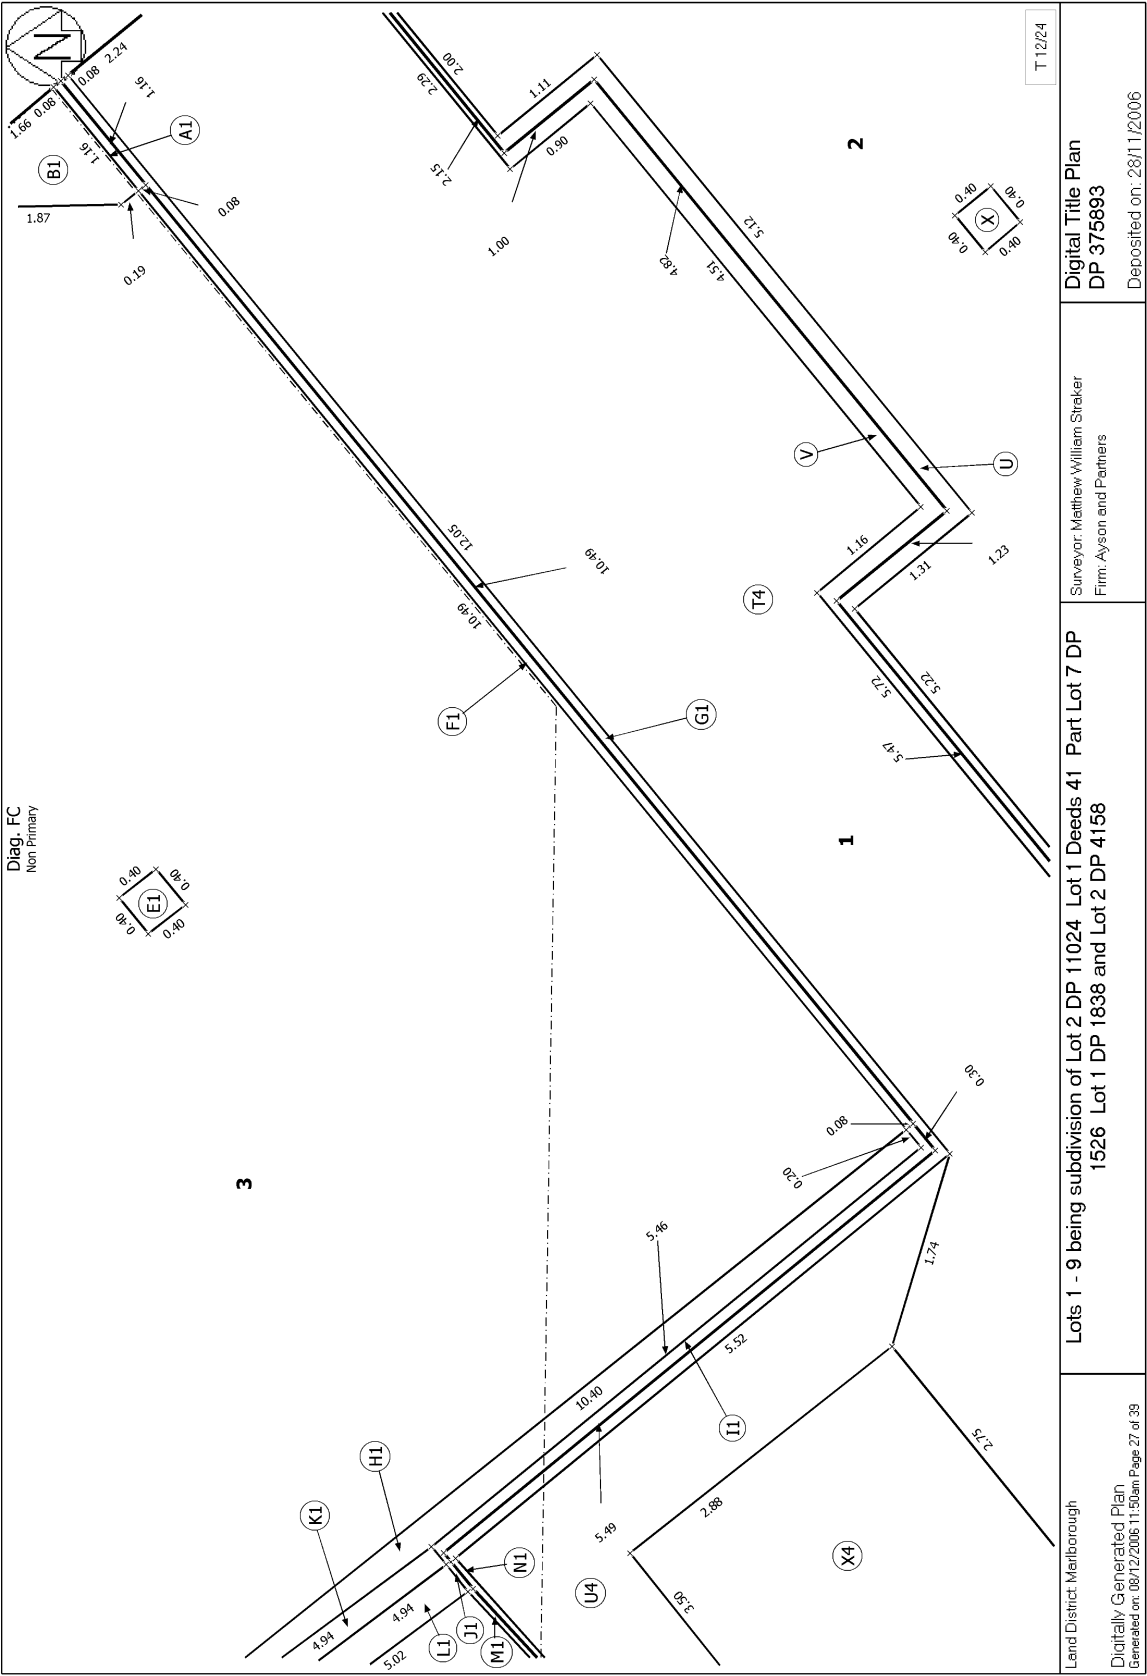 Diag. FC
Non Primary
T 12/24
N
2.24
0.08
1.16
A1
1.66
0.08
1.16
B1
1.87
0.08
0.19
2.00
2.29
2.15
1.11
0.90
1.00
2
5.12
4.82
4.51
0.40
0.40
X
0.40
0.40
V
U
1.16
1.31
1.23
T4
12.05
10.49
10.49
F1
G1
5.72
5.22
5.47
1
0.40
0.40
E1
0.40
0.40
3
0.08
0.30
0.20
1.74
5.46
5.52
10.40
I1
H1
K1
5.49
2.88
2.75
N1
U4
X4
3.50
4.94
4.94
5.02
L1
J1
M1
Land District: Marlborough
Digitally Generated Plan
Generated on: 08/12/2006 11:50am Page 27 of 39
Lots 1 - 9 being subdivision of Lot 2 DP 11024 Lot 1 Deeds 41 Part Lot 7 DP
1526 Lot 1 DP 1838 and Lot 2 DP 4158
Surveyor: Matthew William Straker
Firm: Ayson and Partners
Digital Title Plan
DP 375893
Deposited on: 28/11/2006